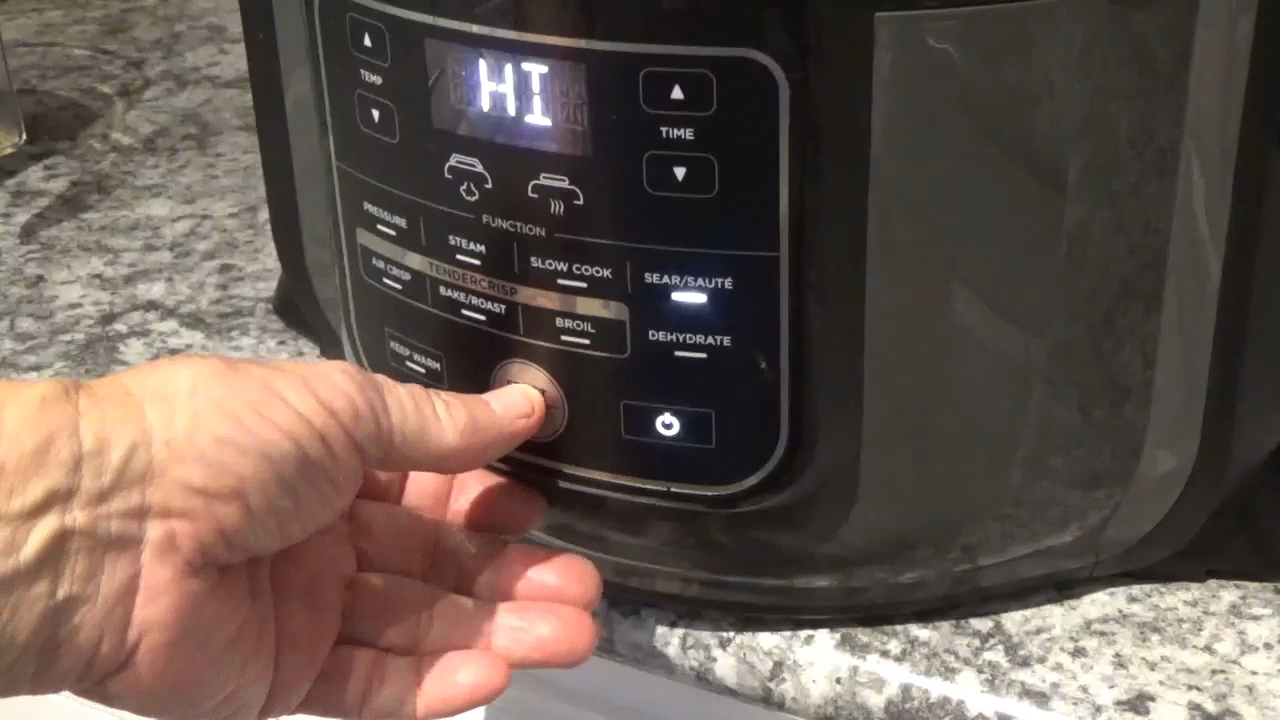 HI
TEMP
TIME
FUNCTION
PRESSURE
STEAM
SLOW COOK
SEAR/SAUTÉ
TENDERCRISP
AIR CRISP
BAKE/ROAST
BROIL
DEHYDRATE
KEEP WARM